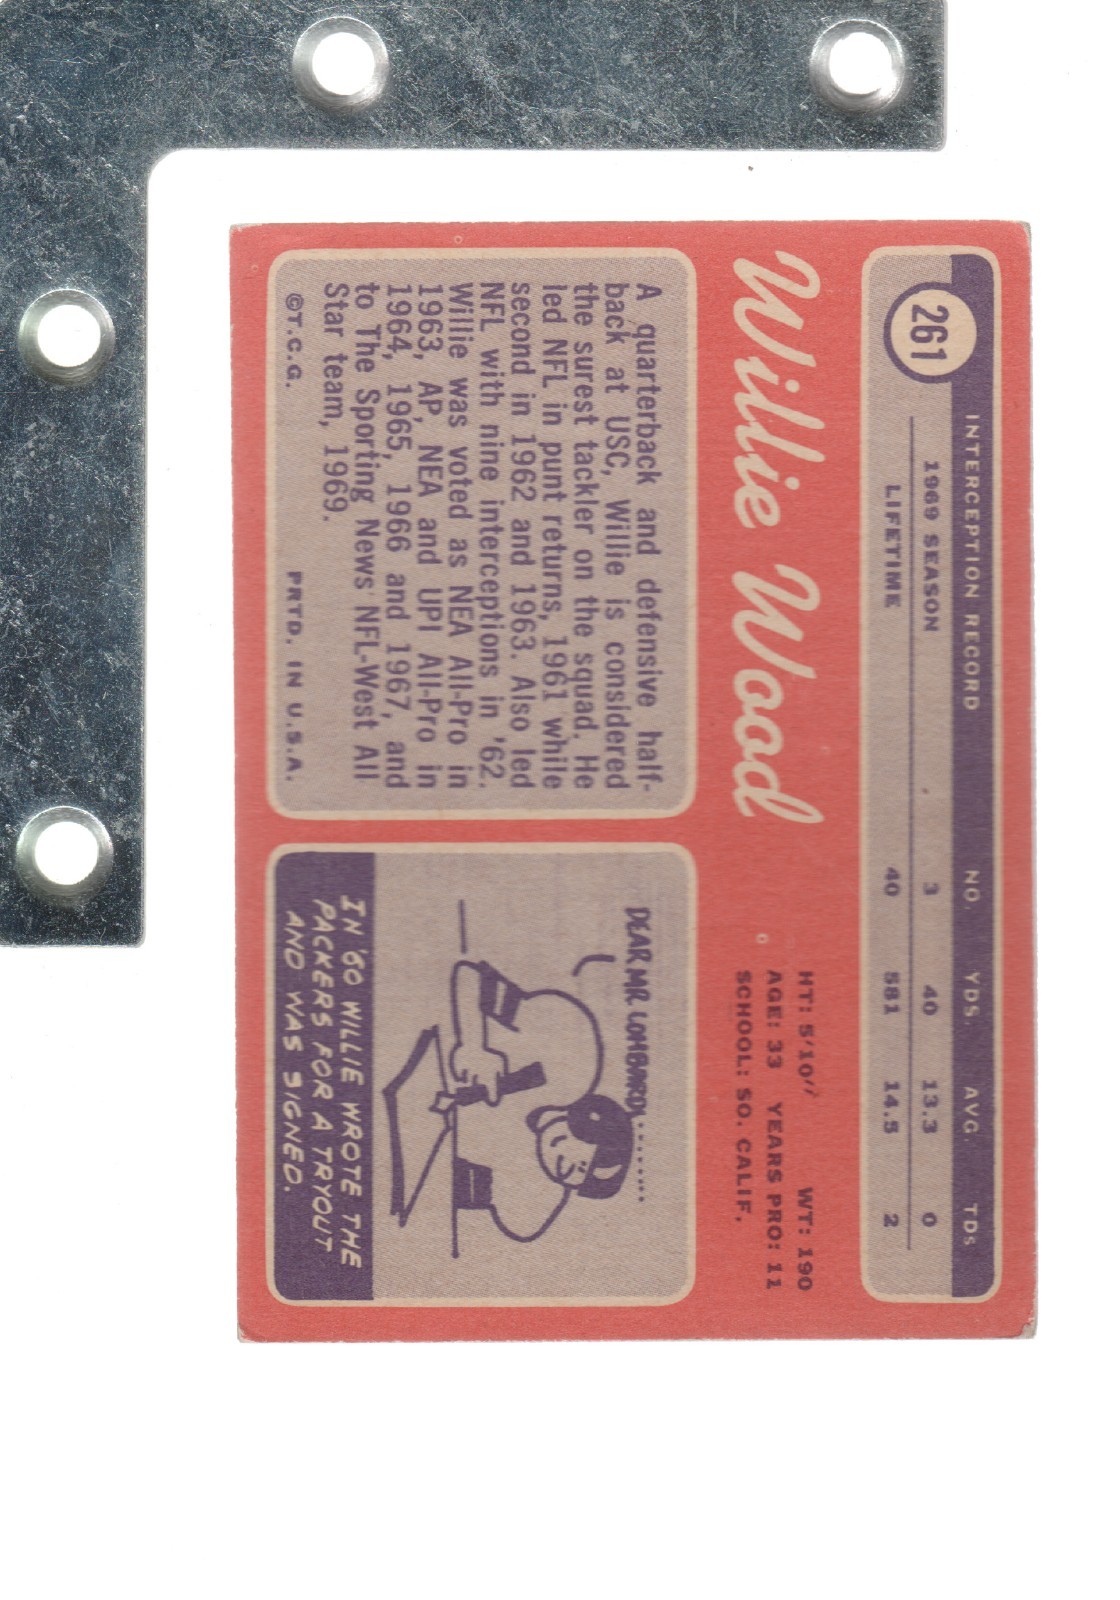 261
INTERCEPTION RECORD NO. YDS. AVG. TDs
1969 SEASON 3 40 13.3 0
LIFETIME 40 581 14.5 2
Willie Wood
HT: 5'10" WT: 190
AGE: 33 YEARS PRO: 11
SCHOOL: SO. CALIF.
A quarterback and defensive half-
back at USC, Willie is considered
the surest tackler on the squad. He
led NFL in punt returns, 1961 while
second in 1962 and 1963. Also led
NFL with nine interceptions in '62.
Willie was voted as NEA All-Pro in
1963, AP, NEA and UPI All-Pro in
1964, 1965, 1966 and 1967, and
to The Sporting News NFL-West All
Star team, 1969.
©T.C.G. PRTD. IN U.S.A.
DEAR MR LOMBARDI.......
IN '60 WILLIE WROTE THE
PACKERS FOR A TRYOUT
AND WAS SIGNED.